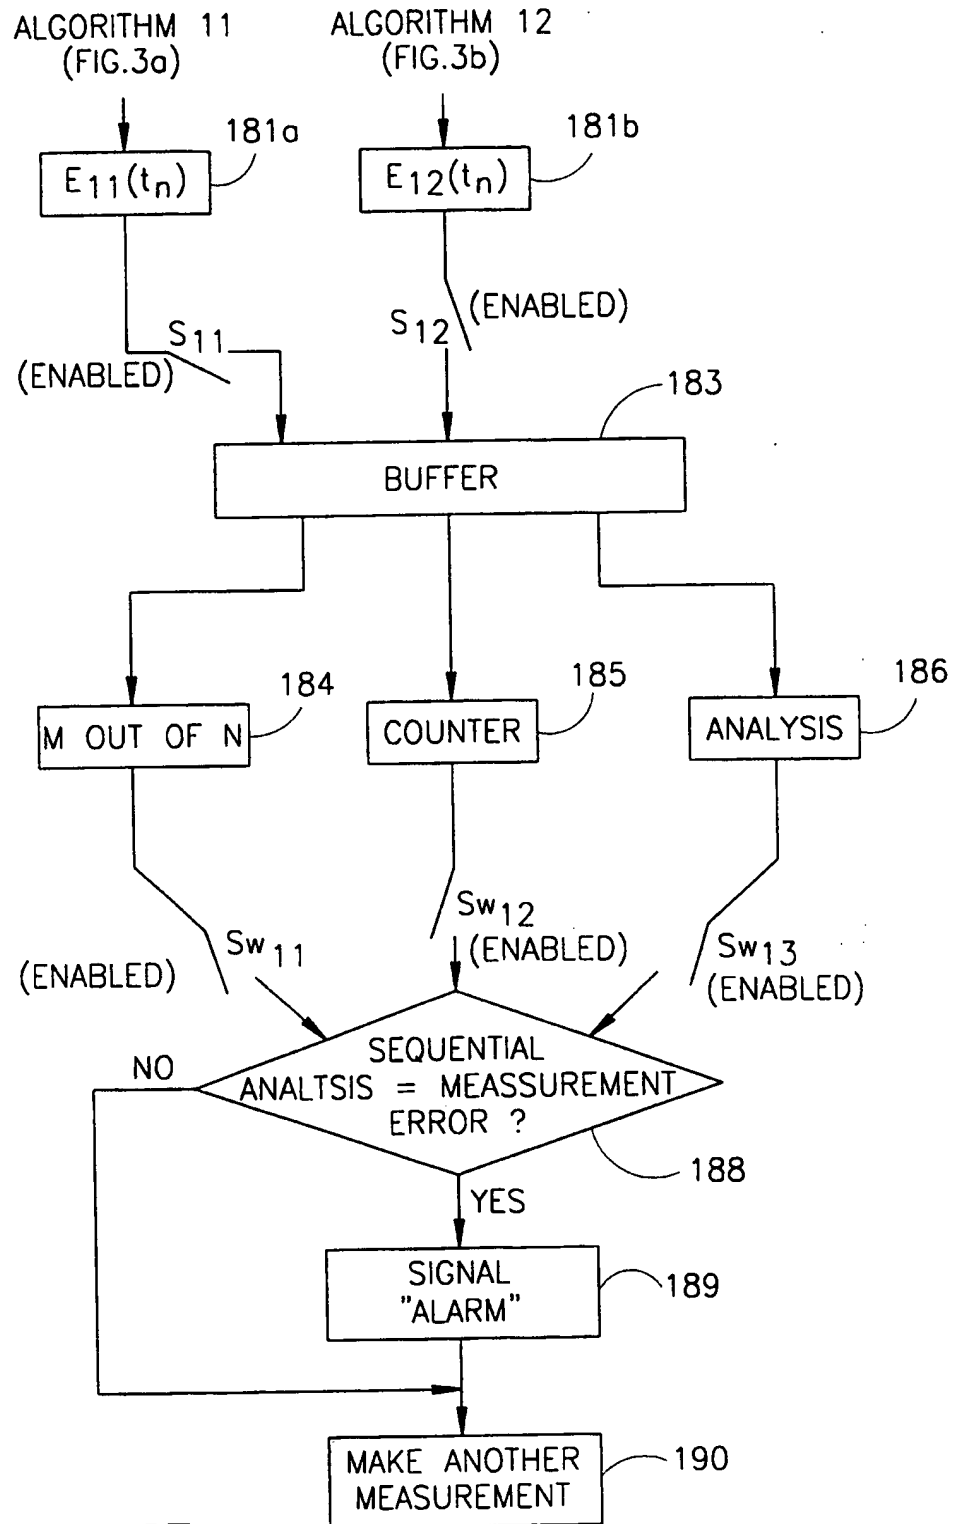 ALGORITHM 11
(FIG.3a)
ALGORITHM 12
(FIG.3b)
181a
181b
E11(tn)
E12(tn)
S11
(ENABLED)
S12
(ENABLED)
183
BUFFER
184
185
186
M OUT OF N
COUNTER
ANALYSIS
Sw11
(ENABLED)
Sw12
(ENABLED)
Sw13
(ENABLED)
NO
SEQUENTIAL
ANALTSIS = MEASSUREMENT
ERROR ?
188
YES
SIGNAL
"ALARM"
189
MAKE ANOTHER
MEASUREMENT
190